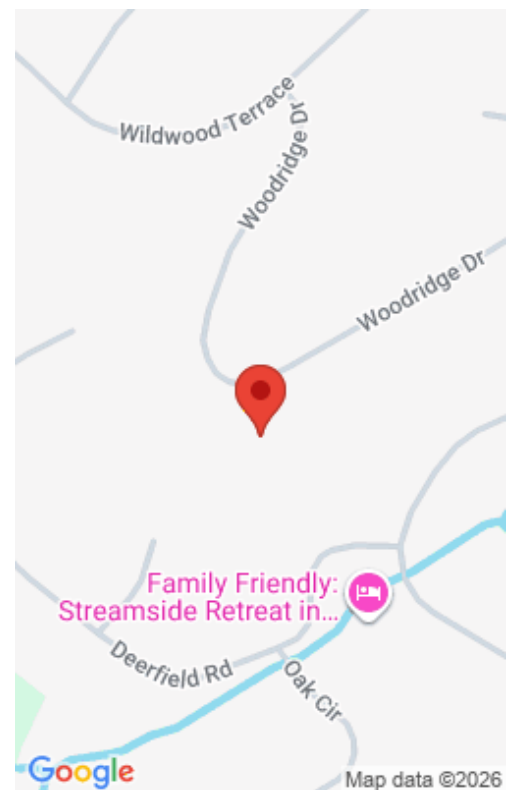 Wildwood Terrace
Woodridge Dr
Woodridge Dr
Family Friendly:
Streamside Retreat in...
Deerfield Rd
Oak Cir
Google
Map data ©2026